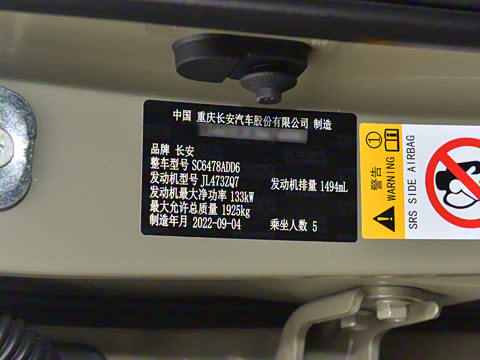 中国 重庆长安汽车股份有限公司 制造
品牌 长安
整车型号 SC6478ADD6
发动机型号 JL473ZQ7 发动机排量 1494mL
发动机最大净功率 133kW
最大允许总质量 1925kg
制造年月 2022-09-04 乘坐人数 5
警告
WARNING
SRS SIDE AIRBAG